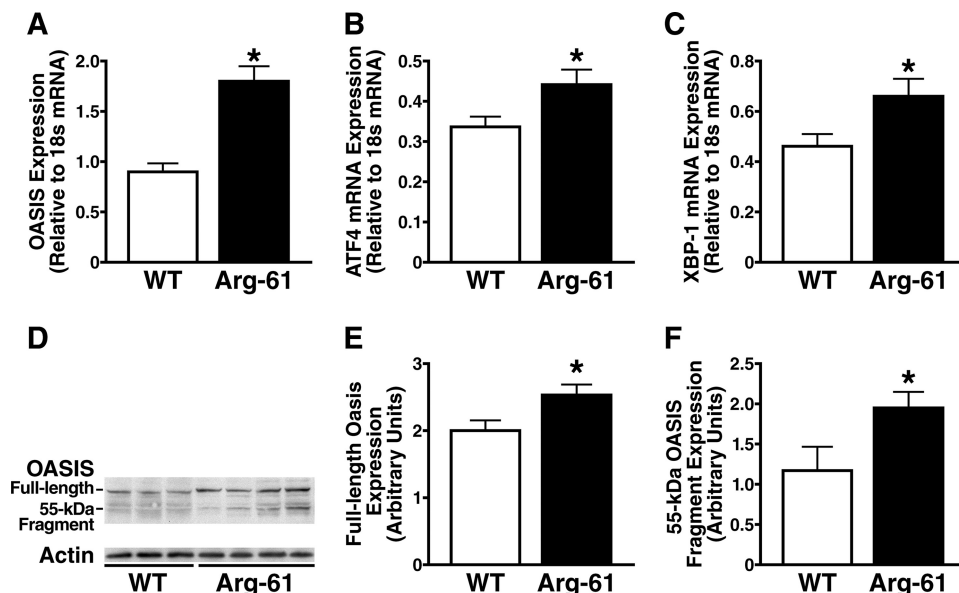 A
OASIS Expression
(Relative to 18s mRNA)
2.0
1.5
1.0
0.5
0
*
WT
Arg-61
B
ATF4 mRNA Expression
(Relative to 18s mRNA)
0.5
0.4
0.3
0.2
0.1
0
*
WT
Arg-61
C
XBP-1 mRNA Expression
(Relative to 18s mRNA)
0.8
0.6
0.4
0.2
0
*
WT
Arg-61
D
OASIS
Full-length
55-kDa
Fragment
Actin
WT
Arg-61
E
Full-length Oasis
Expression
(Arbitrary Units)
3
2
1
0
*
WT
Arg-61
F
55-kDa OASIS
Fragment Expression
(Arbitrary Units)
2.5
2.0
1.5
1.0
0.5
0.0
*
WT
Arg-61